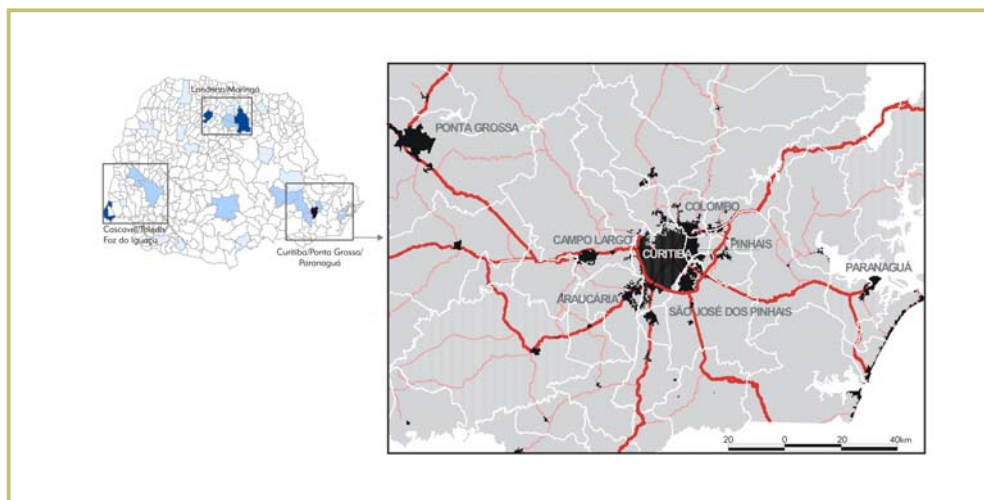 Londrina/Maringá
Cascavel/Toledo/
Foz do Iguaçu
Curitiba/Ponta Grossa/
Paranaguá
PONTA GROSSA
COLOMBO
CAMPO LARGO
CURITIBA
PINHAIS
PARANAGUÁ
ARAUCÁRIA
SÃO JOSÉ DOS PINHAIS
20 0 20 40km